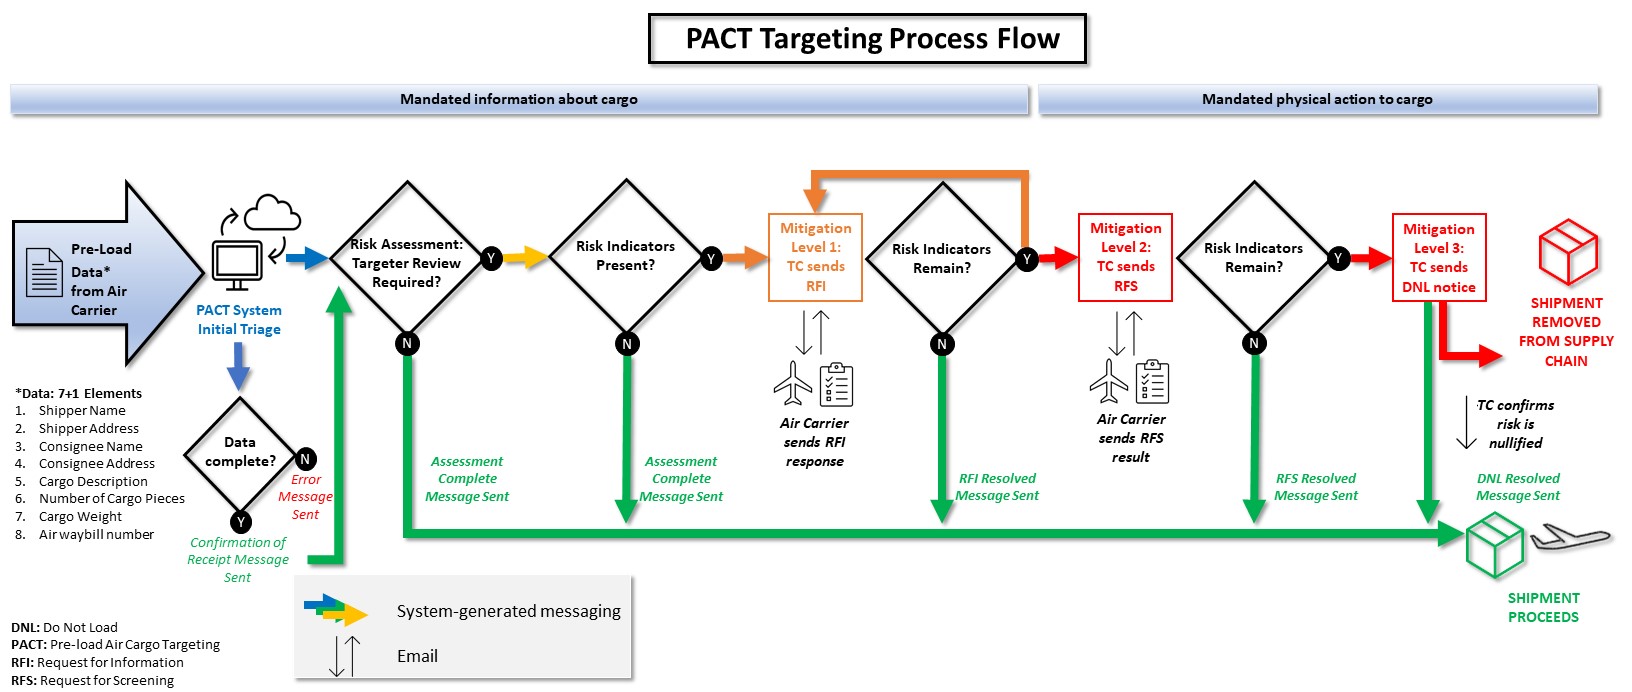 PACT Targeting Process Flow
Mandated information about cargo
Mandated physical action to cargo
Pre-Load
Data*
from Air
Carrier
PACT System
Initial Triage
Data
complete?
N
Error
Message
Sent
Y
Confirmation of
Receipt Message
Sent
Risk Assessment:
Targeter Review
Required?
Y
N
Assessment
Complete
Message Sent
Risk Indicators
Present?
Y
N
Assessment
Complete
Message Sent
Mitigation
Level 1:
TC sends
RFI
Air Carrier
sends RFI
response
Risk Indicators
Remain?
Y
N
RFI Resolved
Message Sent
Mitigation
Level 2:
TC sends
RFS
Air Carrier
sends RFS
result
Risk Indicators
Remain?
Y
N
RFS Resolved
Message Sent
Mitigation
Level 3:
TC sends
DNL notice
SHIPMENT
REMOVED
FROM SUPPLY
CHAIN
TC confirms
risk is
nullified
DNL Resolved
Message Sent
SHIPMENT
PROCEEDS
*Data: 7+1 Elements
1. Shipper Name
2. Shipper Address
3. Consignee Name
4. Consignee Address
5. Cargo Description
6. Number of Cargo Pieces
7. Cargo Weight
8. Air waybill number
System-generated messaging
Email
DNL: Do Not Load
PACT: Pre-load Air Cargo Targeting
RFI: Request for Information
RFS: Request for Screening